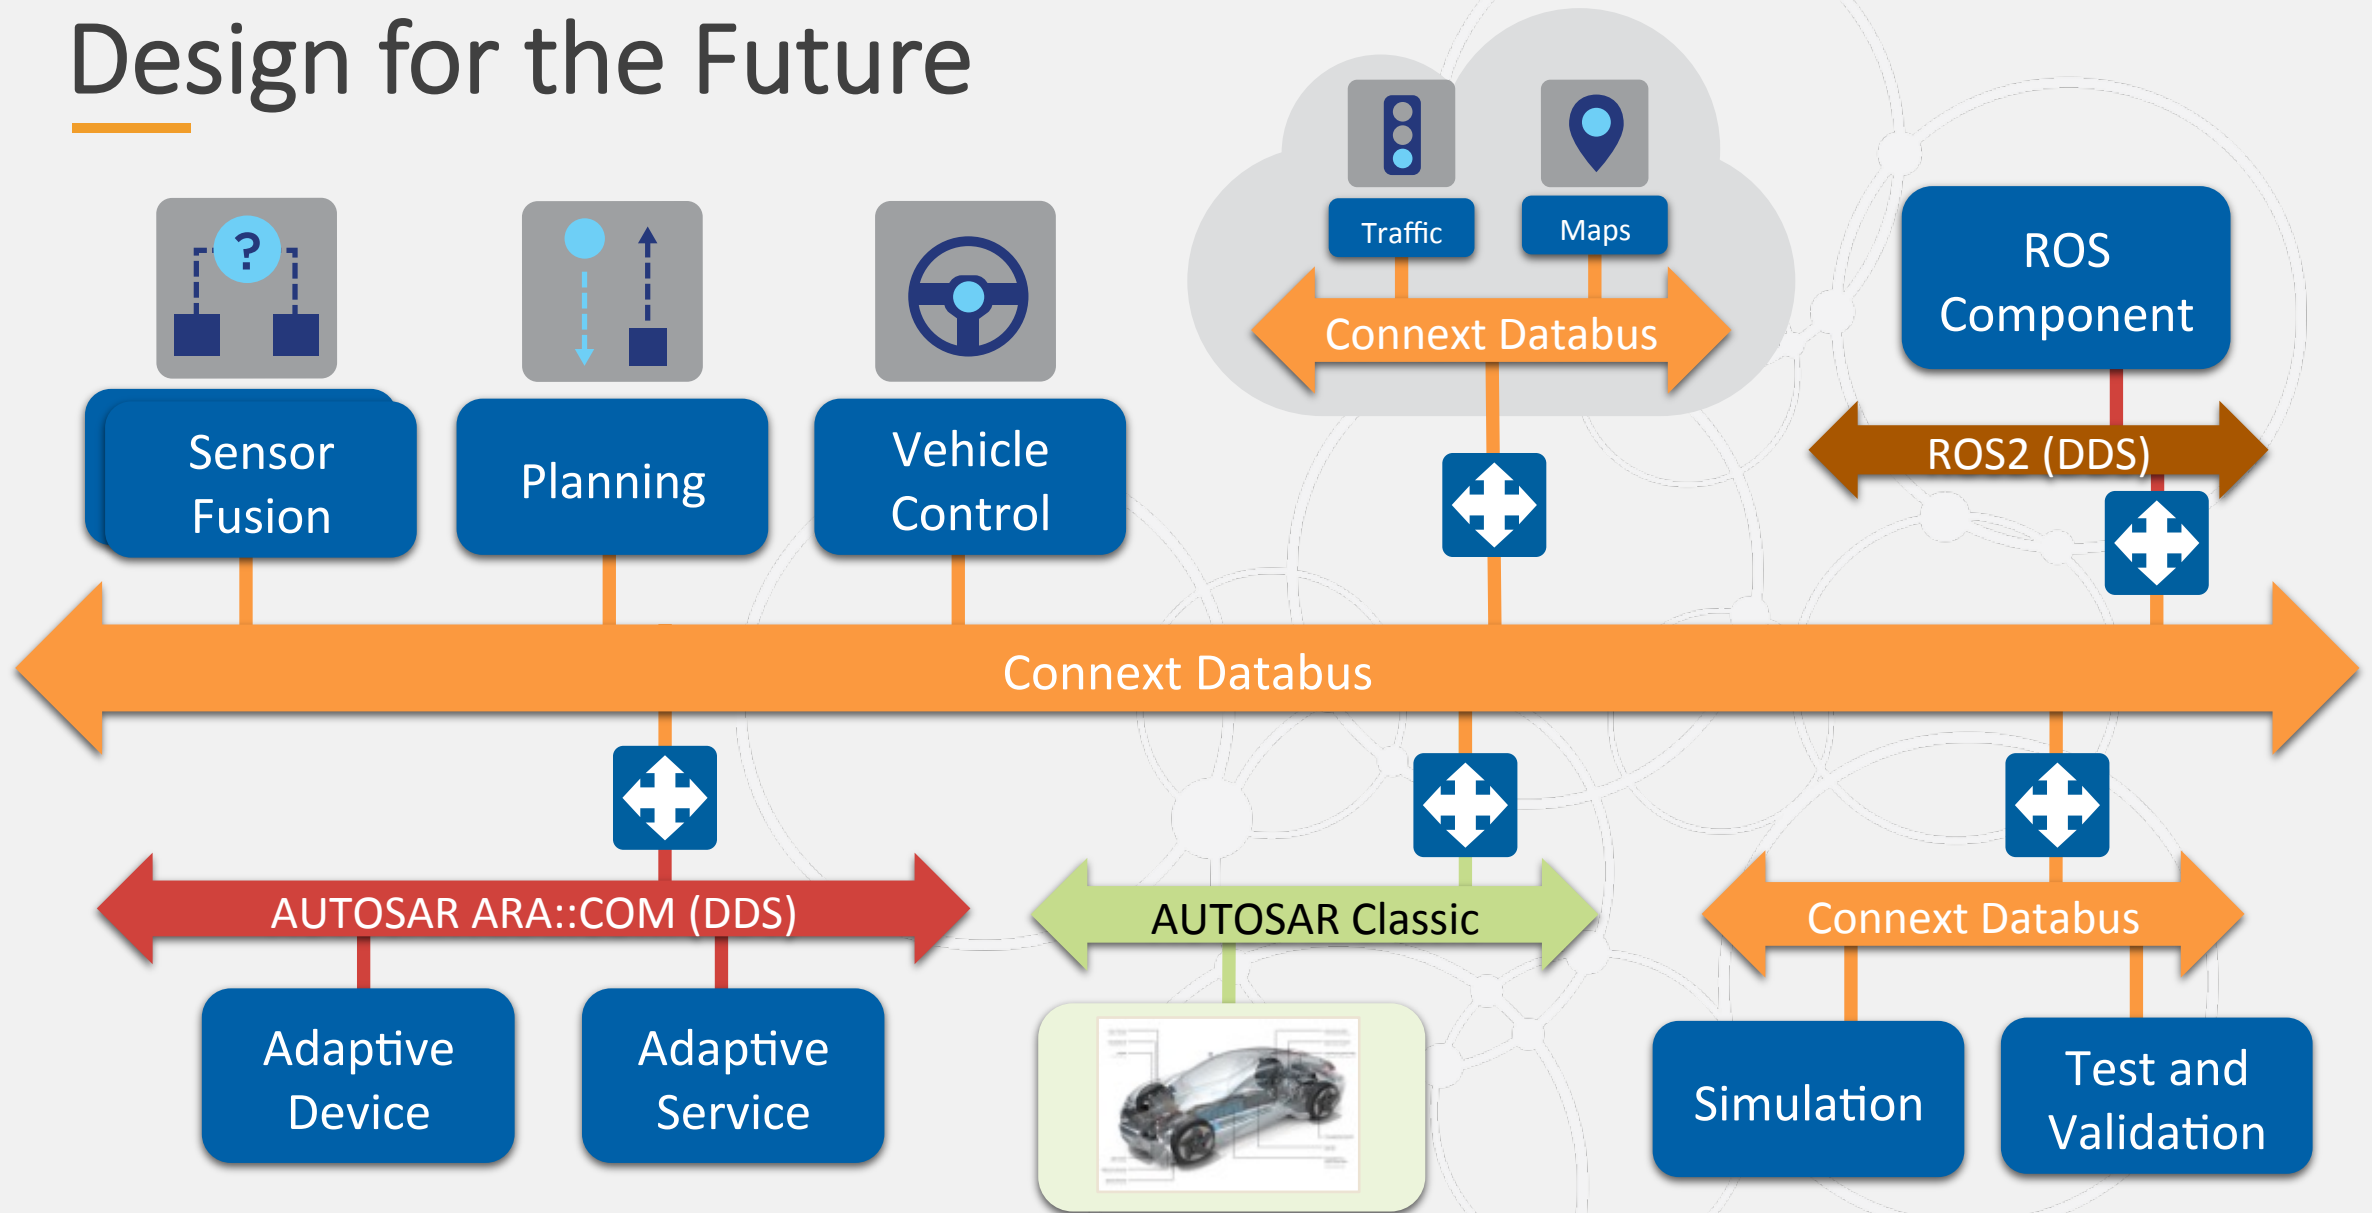 Design for the Future
Traffic
Maps
Connext Databus
ROS
Component
ROS2 (DDS)
?
Sensor
Fusion
Planning
Vehicle
Control
Connext Databus
AUTOSAR ARA::COM (DDS)
AUTOSAR Classic
Connext Databus
Adaptive
Device
Adaptive
Service
Simulation
Test and
Validation